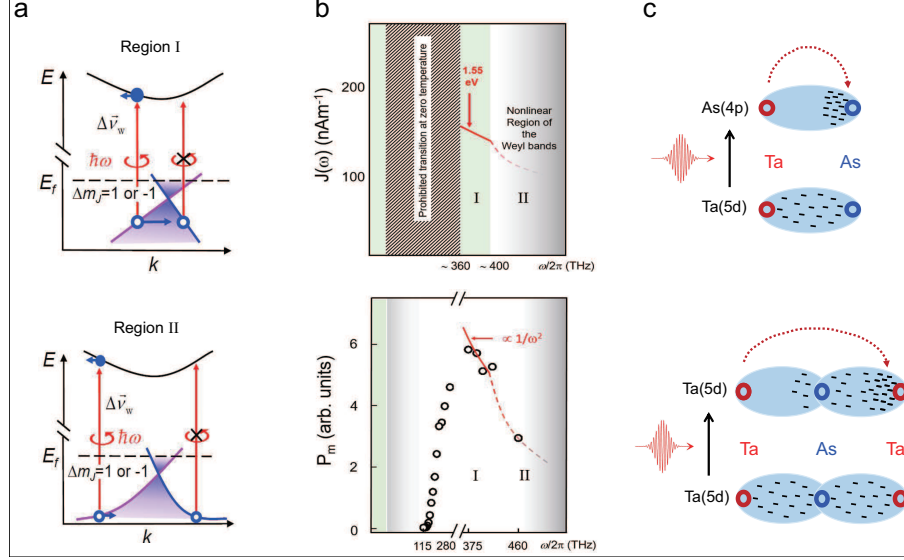 a
Region I
E
Δv⃗w
ħω
Ef
ΔmJ=1 or -1
k
Region II
E
Δv⃗w
ħω
Ef
ΔmJ=1 or -1
k
b
J(ω) (nAm⁻¹)
200
100
0
Prohibited transition at zero temperature
1.55
eV
Nonlinear
Region of
the
Weyl bands
I
II
~ 360
~ 400
ω/2π (THz)
Pm (arb. units)
6
4
2
0
∝ 1/ω²
I
II
115
280
375
460
ω/2π (THz)
c
As(4p)
Ta
As
Ta(5d)
Ta(5d)
Ta
As
Ta
Ta(5d)